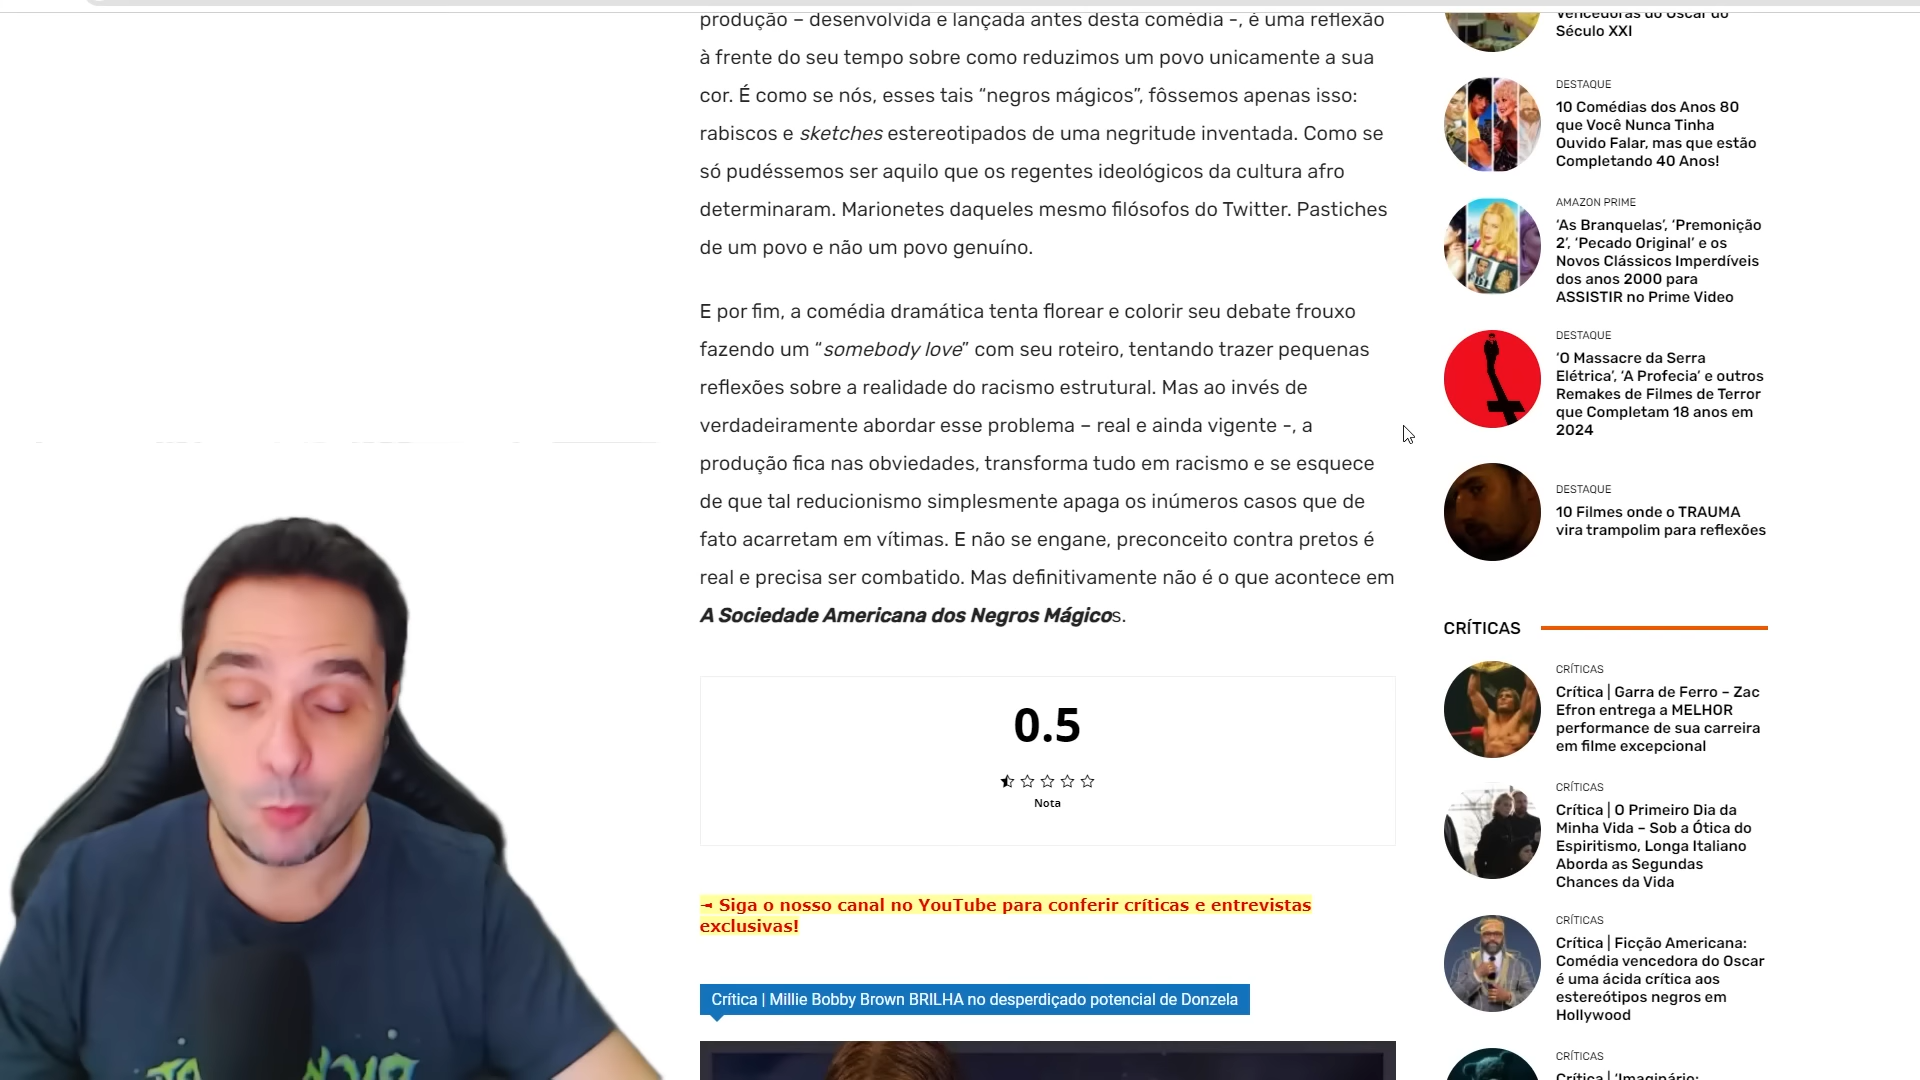 produção – desenvolvida e lançada antes desta comédia -, é uma reflexão
à frente do seu tempo sobre como reduzimos um povo unicamente a sua
cor. É como se nós, esses tais “negros mágicos”, fôssemos apenas isso:
rabiscos e sketches estereotipados de uma negritude inventada. Como se
só pudéssemos ser aquilo que os regentes ideológicos da cultura afro
determinaram. Marionetes daqueles mesmo filósofos do Twitter. Pastiches
de um povo e não um povo genuíno.
E por fim, a comédia dramática tenta florear e colorir seu debate frouxo
fazendo um “somebody love” com seu roteiro, tentando trazer pequenas
reflexões sobre a realidade do racismo estrutural. Mas ao invés de
verdadeiramente abordar esse problema – real e ainda vigente -, a
produção fica nas obviedades, transforma tudo em racismo e se esquece
de que tal reducionismo simplesmente apaga os inúmeros casos que de
fato acarretam em vítimas. E não se engane, preconceito contra pretos é
real e precisa ser combatido. Mas definitivamente não é o que acontece em
A Sociedade Americana dos Negros Mágicos.
0.5
Nota
◄ Siga o nosso canal no YouTube para conferir críticas e entrevistas
exclusivas!
Crítica | Millie Bobby Brown BRILHA no desperdiçado potencial de Donzela
Vencedoras do Oscar do
Século XXI
DESTAQUE
10 Comédias dos Anos 80
que Você Nunca Tinha
Ouvido Falar, mas que estão
Completando 40 Anos!
AMAZON PRIME
‘As Branquelas’, ‘Premonição
2’, ‘Pecado Original’ e os
Novos Clássicos Imperdíveis
dos anos 2000 para
ASSISTIR no Prime Video
DESTAQUE
‘O Massacre da Serra
Elétrica’, ‘A Profecia’ e outros
Remakes de Filmes de Terror
que Completam 18 anos em
2024
DESTAQUE
10 Filmes onde o TRAUMA
vira trampolim para reflexões
CRÍTICAS
CRÍTICAS
Crítica | Garra de Ferro – Zac
Efron entrega a MELHOR
performance de sua carreira
em filme excepcional
CRÍTICAS
Crítica | O Primeiro Dia da
Minha Vida – Sob a Ótica do
Espiritismo, Longa Italiano
Aborda as Segundas
Chances da Vida
CRÍTICAS
Crítica | Ficção Americana:
Comédia vencedora do Oscar
é uma ácida crítica aos
estereótipos negros em
Hollywood
CRÍTICAS
Crítica | ‘Imaginário: